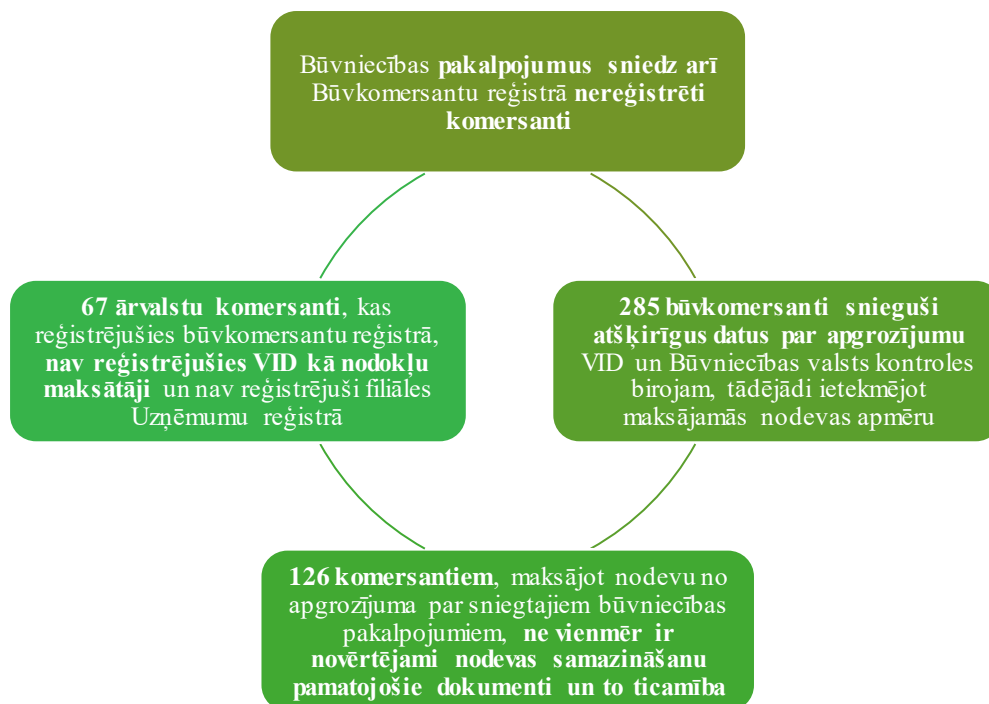 Būvniecības pakalpojumus sniedz arī
Būvkomersantu reģistrā nereģistrēti
komersanti
67 ārvalstu komersanti, kas
reģistrējušies būvkomersantu reģistrā,
nav reģistrējušies VID kā nodokļu
maksātāji un nav reģistrējuši filiāles
Uzņēmumu reģistrā
285 būvkomersanti snieguši
atšķirīgus datus par apgrozījumu
VID un Būvniecības valsts kontroles
birojam, tādējādi ietekmējot
maksājamās nodevas apmēru
126 komersantiem, maksājot nodevu no
apgrozījuma par sniegtajiem būvniecības
pakalpojumiem, ne vienmēr ir
novērtējami nodevas samazināšanu
pamatojošie dokumenti un to ticamība